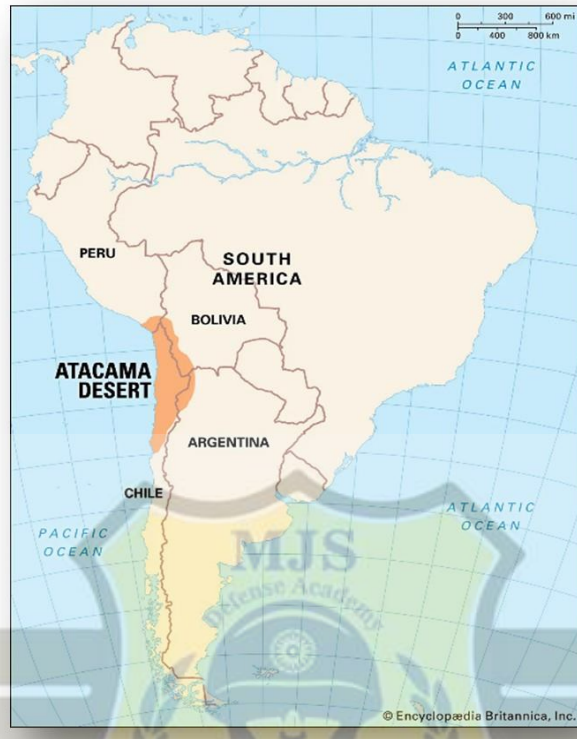 0 300 600 mi
0 400 800 km
ATLANTIC
OCEAN
PERU
SOUTH
AMERICA
BOLIVIA
ATACAMA
DESERT
ARGENTINA
CHILE
ATLANTIC
OCEAN
PACIFIC
OCEAN
MJS
Defense Academy
© Encyclopædia Britannica, Inc.